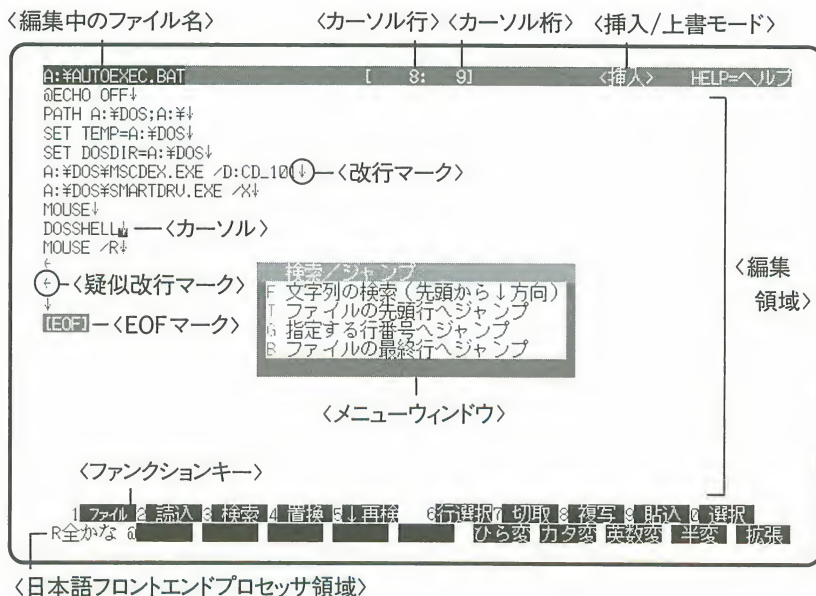 〈編集中のファイル名〉 〈カーソル行〉 〈カーソル桁〉 〈挿入/上書モード〉
A:¥AUTOEXEC.BAT [ 8: 9] <挿入> HELP=ヘルプ
@ECHO OFF↓
PATH A:¥DOS;A:¥↓
SET TEMP=A:¥DOS↓
SET DOSDIR=A:¥DOS↓
A:¥DOS¥MSCDEX.EXE /D:CD_101↓ 〈改行マーク〉
A:¥DOS¥SMARTDRV.EXE /X↓
MOUSE↓
DOSSHELL↓ 〈カーソル〉
MOUSE /R↓
←
← 〈疑似改行マーク〉
↓
[EOF] 〈EOFマーク〉
検索/ジャンプ
F 文字列の検索(先頭から↓方向)
T ファイルの先頭行へジャンプ
G 指定する行番号へジャンプ
B ファイルの最終行へジャンプ
〈メニューウィンドウ〉
〈編集
領域〉
〈ファンクションキー〉
1 ファイル 2 読込 3 検索 4 置換 5↓再検 6行選択 7 切取 8 複写 9 貼込 0 選択
R全かな @ ひら変 カタ変 英数変 半変 拡張
〈日本語フロントエンドプロセッサ領域〉